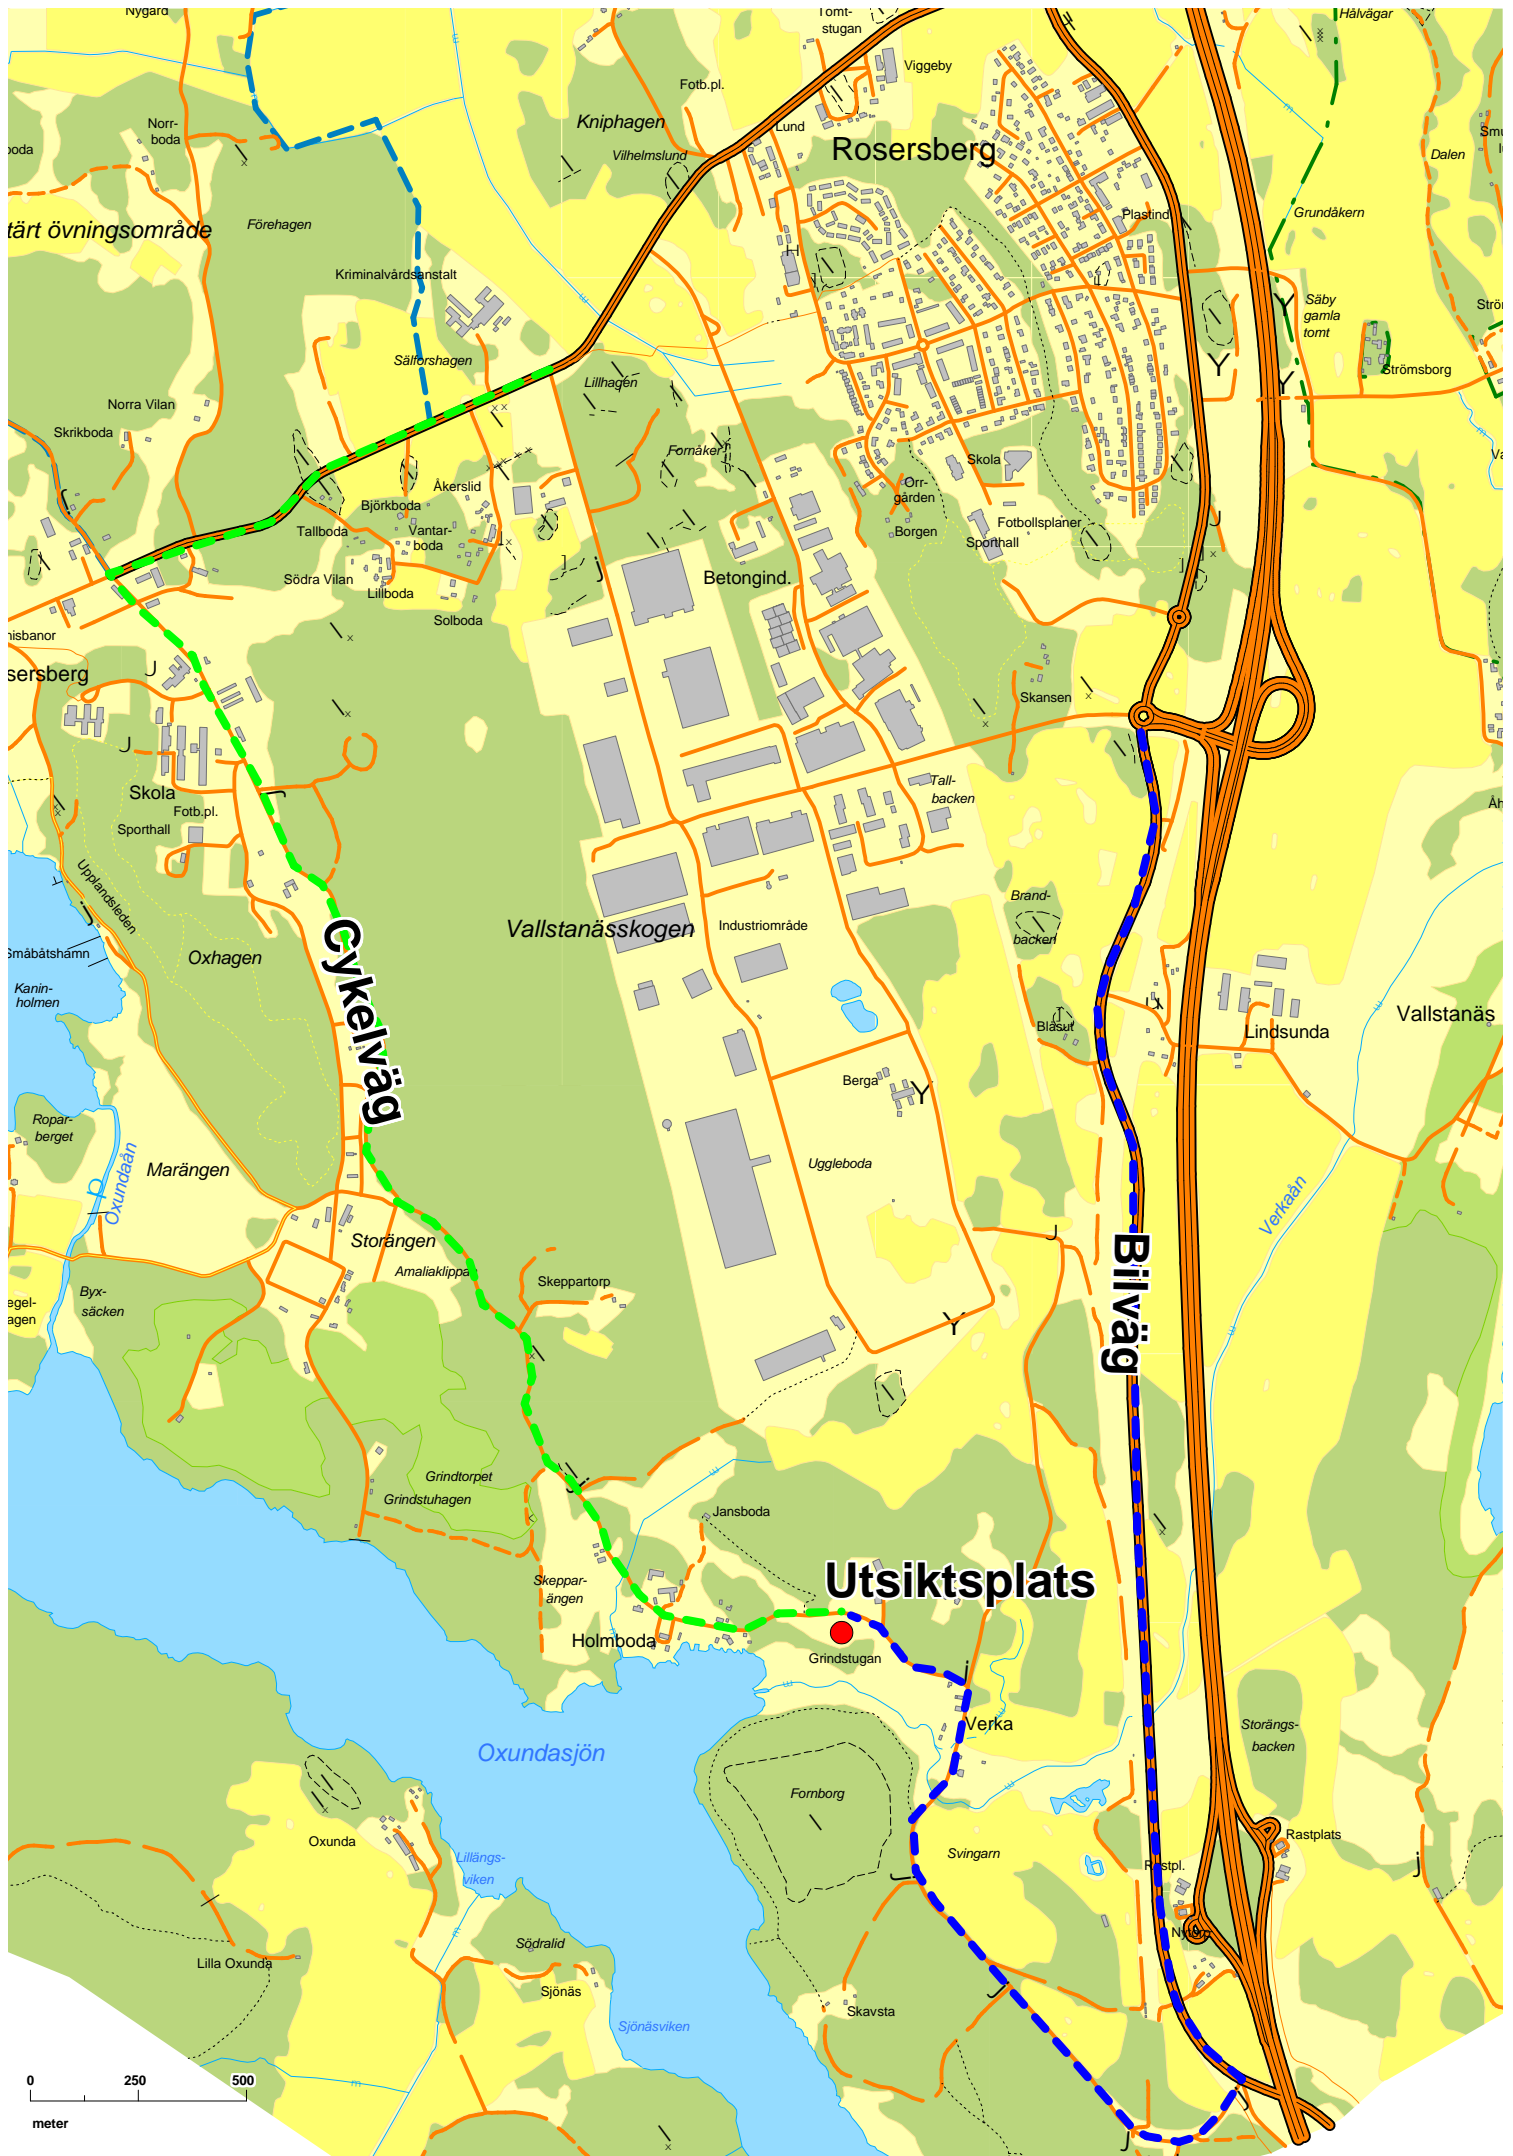 Nygård
Tomt-
stugan
Hålvägar
Viggeby
Fotb.pl.
Norr-
boda
Kniphagen
Lund
Rosersberg
Vilhelmslund
Dalen
Förehagen
Plastind.
Grundåkern
tärt övningsområde
Kriminalvårdsanstalt
Säby
gamla
tomt
Sälforshagen
Lillhagen
Strömsborg
Norra Vilan
Skrikboda
Fornåker
Skola
Åkerslid
Orr-
gården
Björkboda
Tallboda
Vantar-
boda
Borgen
Fotbollsplaner
Sporthall
Södra Vilan
Lillboda
Betongind.
Solboda
nisbanor
sersberg
Skansen
Skola
Fotb.pl.
Sporthall
Tall-
backen
Upplandsleden
Brand-
backen
Cykelväg
Vallstanässkogen
Industriområde
Småbåtshamn
Oxhagen
Kanin-
holmen
Blåsut
Lindsunda
Vallstanäs
Berga
Ropar-
berget
Oxundaån
Marängen
Uggleboda
Verkaån
Storängen
Amaliaklippan
Skeppartorp
Bilväg
Byx-
säcken
egel-
agen
Grindtorpet
Grindstuhagen
Jansboda
Skeppar-
ängen
Utsiktsplats
Holmboda
Grindstugan
Verka
Storängs-
backen
Oxundasjön
Fornborg
Oxunda
Svingarn
Rastplats
Rastpl.
Lillängs-
viken
Södralid
Lilla Oxunda
Sjönäs
Skavsta
Sjönäsviken
0 250 500
meter